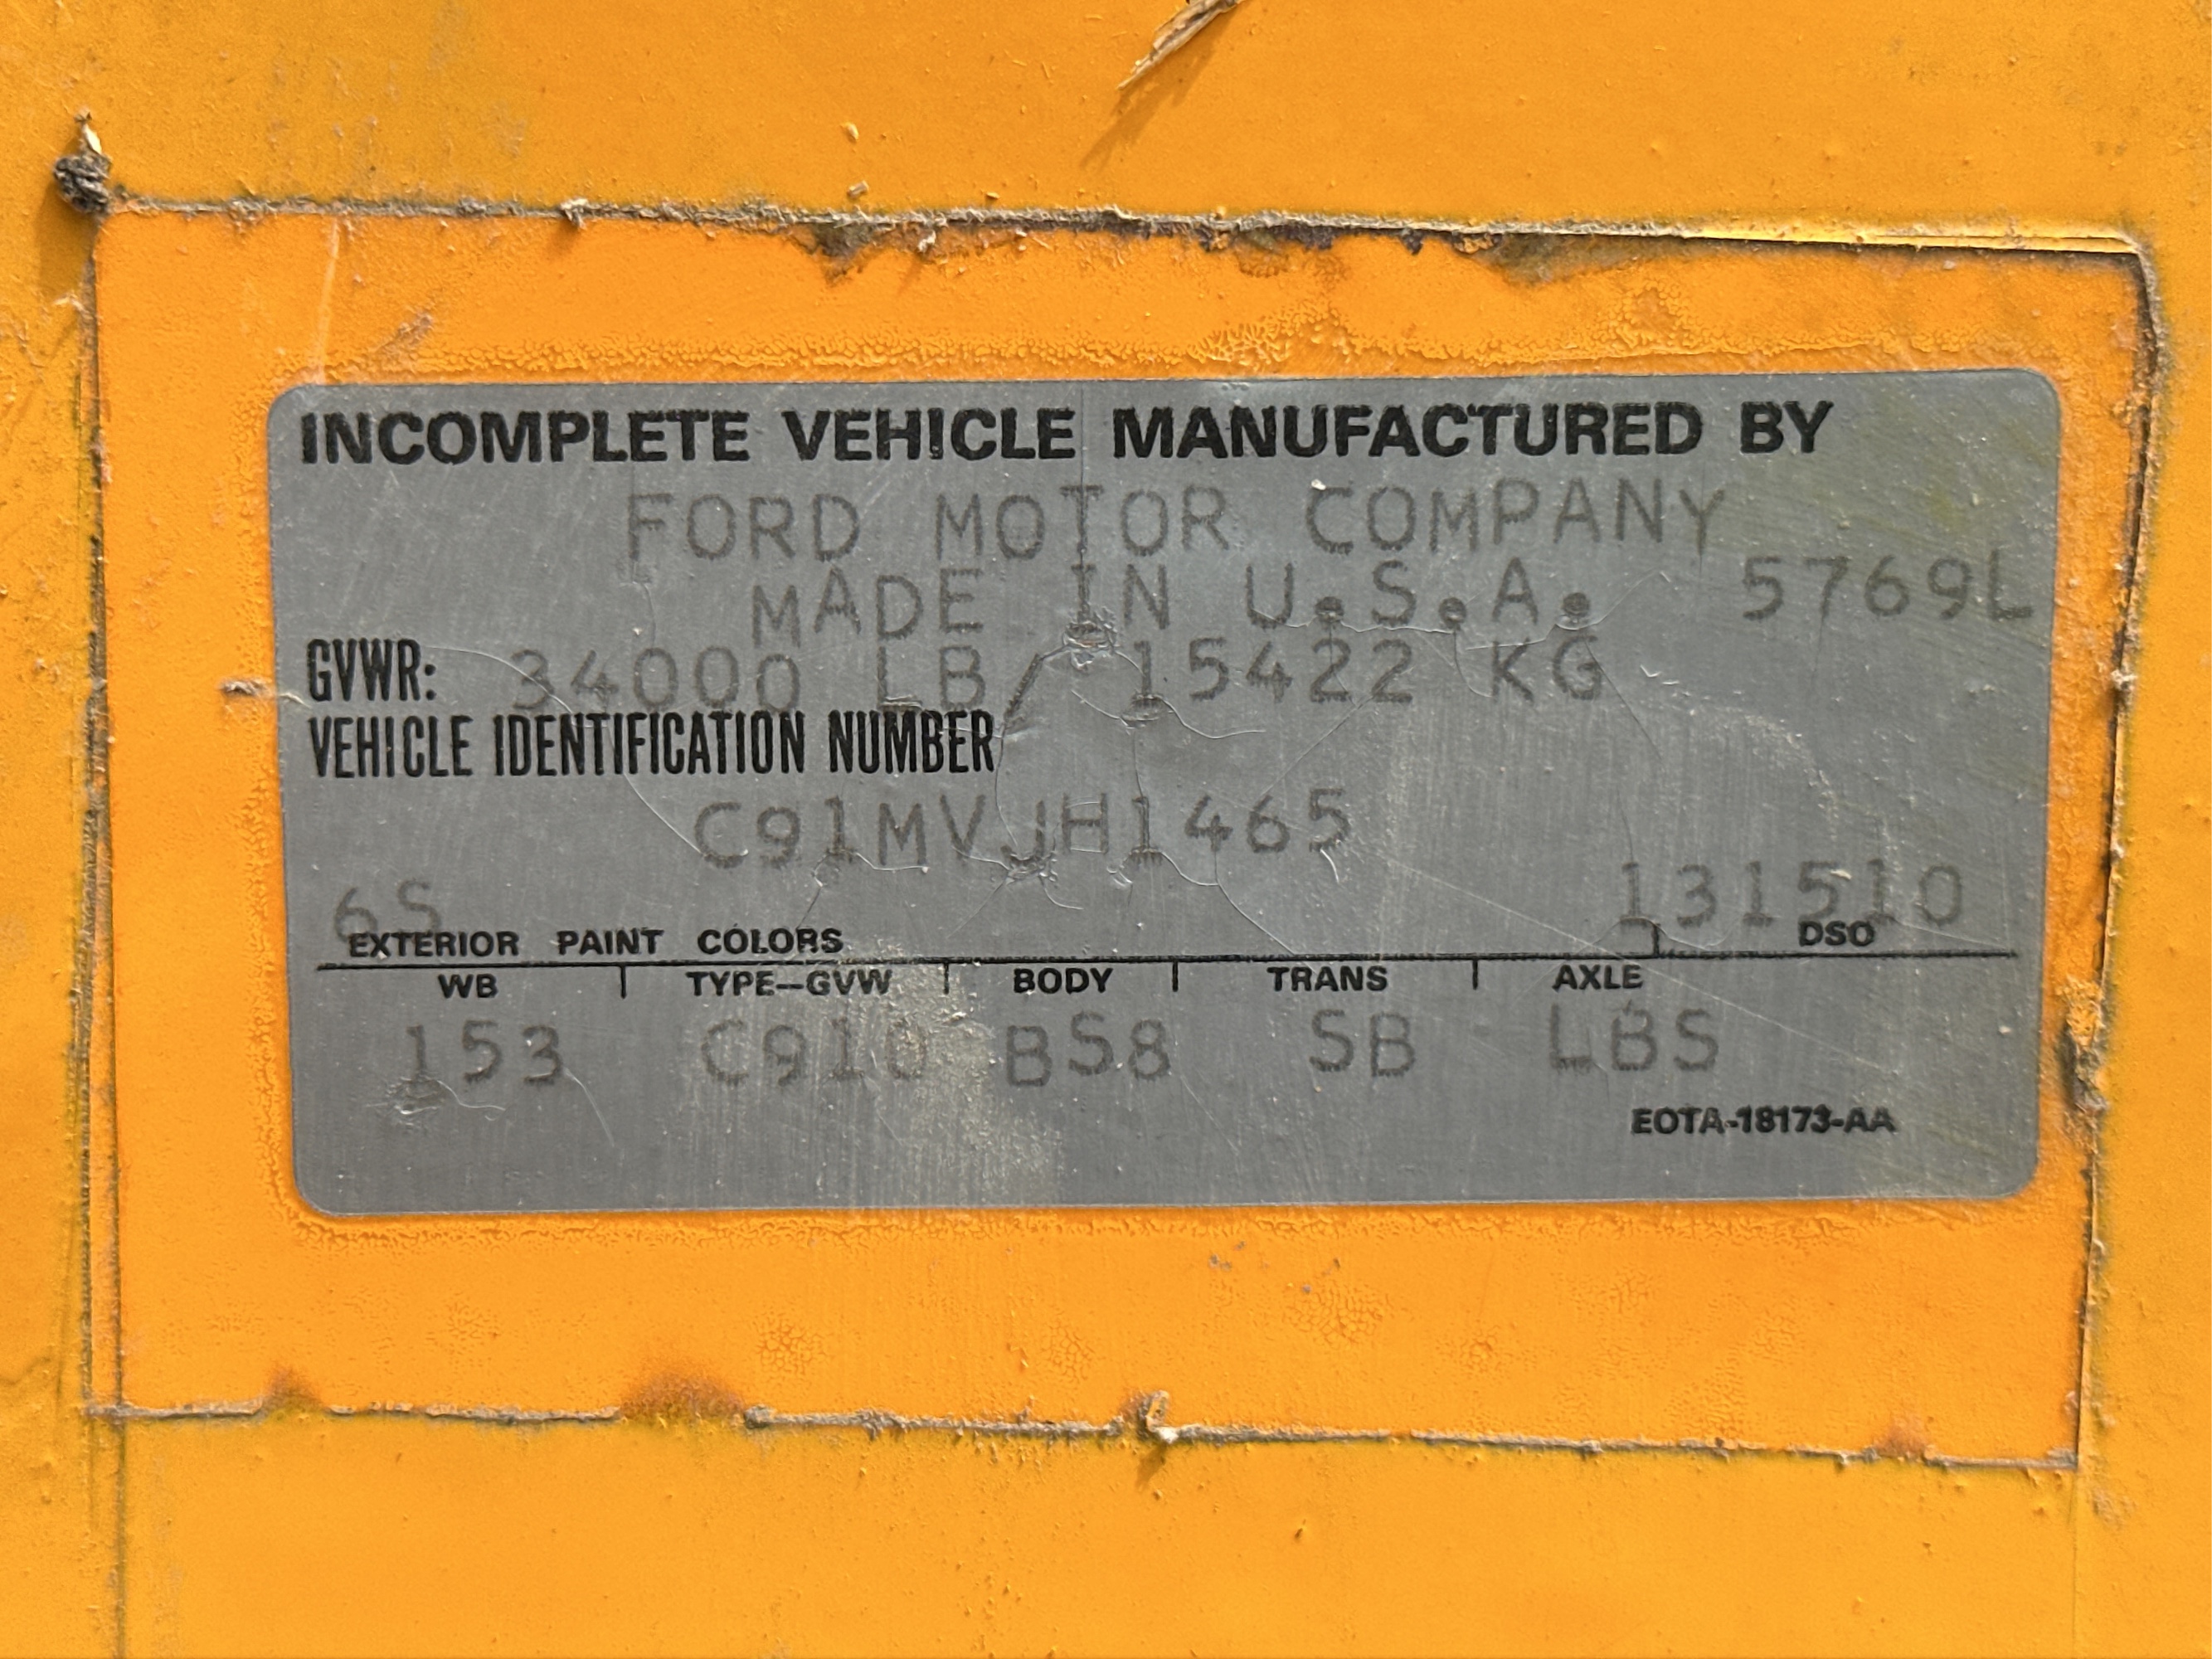 INCOMPLETE VEHICLE MANUFACTURED BY
FORD MOTOR COMPANY
MADE IN U.S.A. 5769L
GVWR: 34000 LB/ 15422 KG
VEHICLE IDENTIFICATION NUMBER
C91MVJH1465
6S 131510
EXTERIOR PAINT COLORS DSO
WB TYPE-GVW BODY TRANS AXLE
153 C910 BS8 SB LBS
EOTA-18173-AA